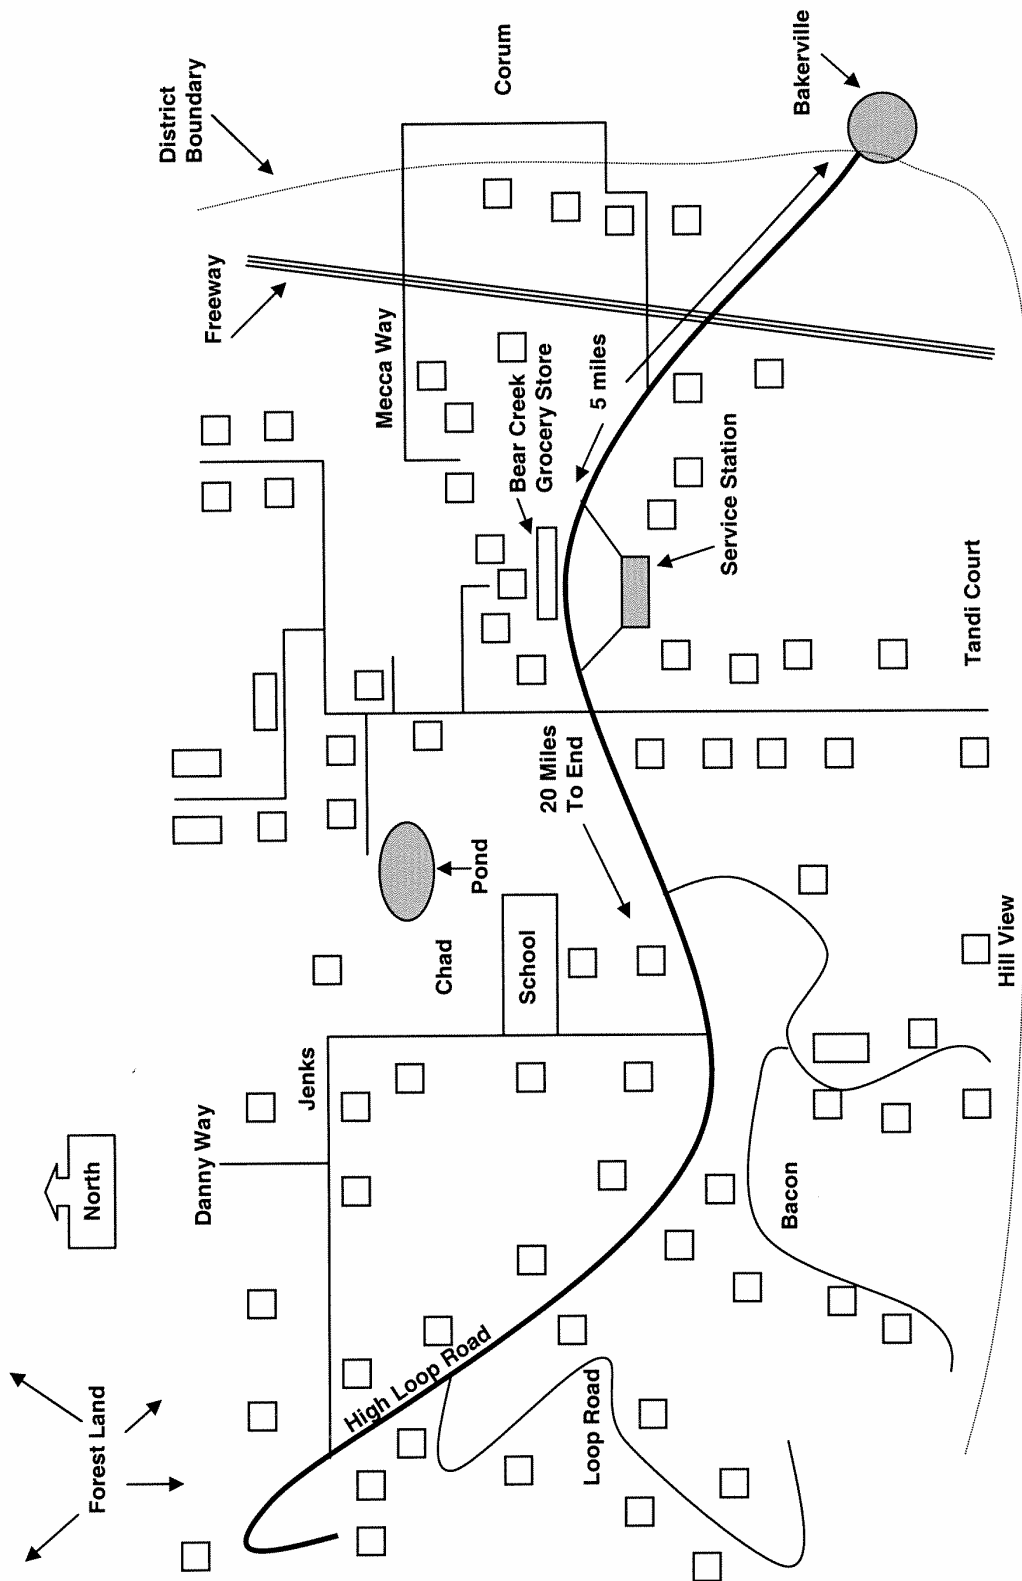 Forest Land
North
Danny Way
Jenks
High Loop Road
Loop Road
Bacon
Hill View
Chad
School
Pond
20 Miles
To End
Tandi Court
Service Station
Bear Creek
Grocery Store
5 miles
Mecca Way
Freeway
District
Boundary
Corum
Bakerville